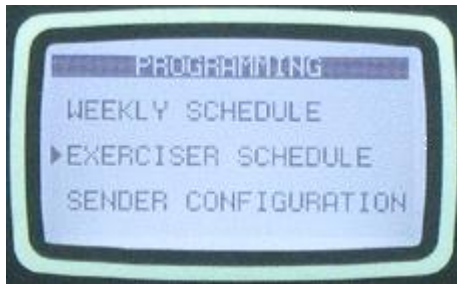 PROGRAMMING
WEEKLY SCHEDULE
EXERCISER SCHEDULE
SENDER CONFIGURATION